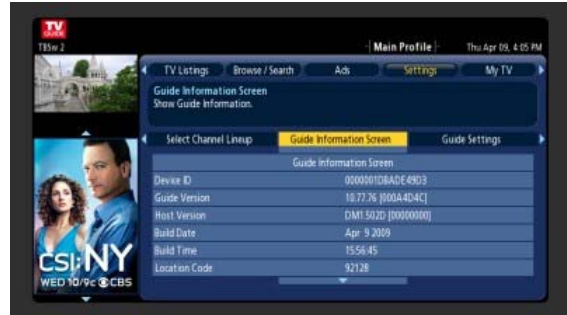 TV
GUIDE
TBSw 2
Main Profile
Thu Apr 09, 4:05 PM
TV Listings Browse / Search Ads Settings My TV
Guide Information Screen
Show Guide Information.
Select Channel Lineup Guide Information Screen Guide Settings
Guide Information Screen
Device ID 0000001D8ADE49D3
Guide Version 10.77.76 [000A4D4C]
Host Version DM1.502D [00000000]
Build Date Apr 9 2009
Build Time 15:56:45
Location Code 92128
CSI:NY
WED 10/9c CBS